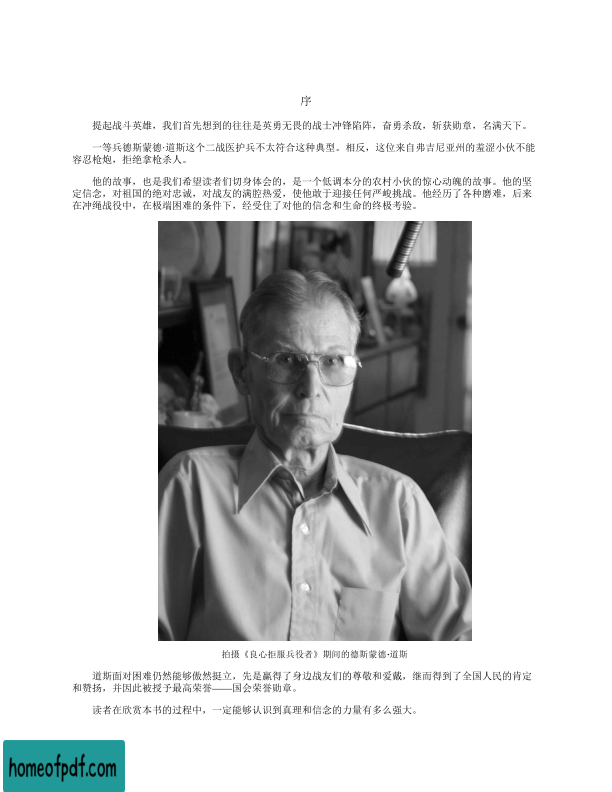 序
提起战斗英雄，我们首先想到的往往是英勇无畏的战士冲锋陷阵，奋勇杀敌，斩获勋章，名满天下。
一等兵德斯蒙德·道斯这个二战医护兵不太符合这种典型。相反，这位来自弗吉尼亚州的羞涩小伙不能
容忍枪炮，拒绝拿枪杀人。
他的故事，也是我们希望读者们切身体会的，是一个低调本分的农村小伙的惊心动魄的故事。他的坚
定信念，对祖国的绝对忠诚，对战友的满腔热爱，使他敢于迎接任何严峻挑战。他经历了各种磨难，后来
在冲绳战役中，在极端困难的条件下，经受住了对他的信念和生命的终极考验。
拍摄《良心拒服兵役者》期间的德斯蒙德·道斯
道斯面对困难仍然能够傲然挺立，先是赢得了身边战友们的尊敬和爱戴，继而得到了全国人民的肯定
和赞扬，并因此被授予最高荣誉——国会荣誉勋章。
读者在欣赏本书的过程中，一定能够认识到真理和信念的力量有多么强大。
homeofpdf.com